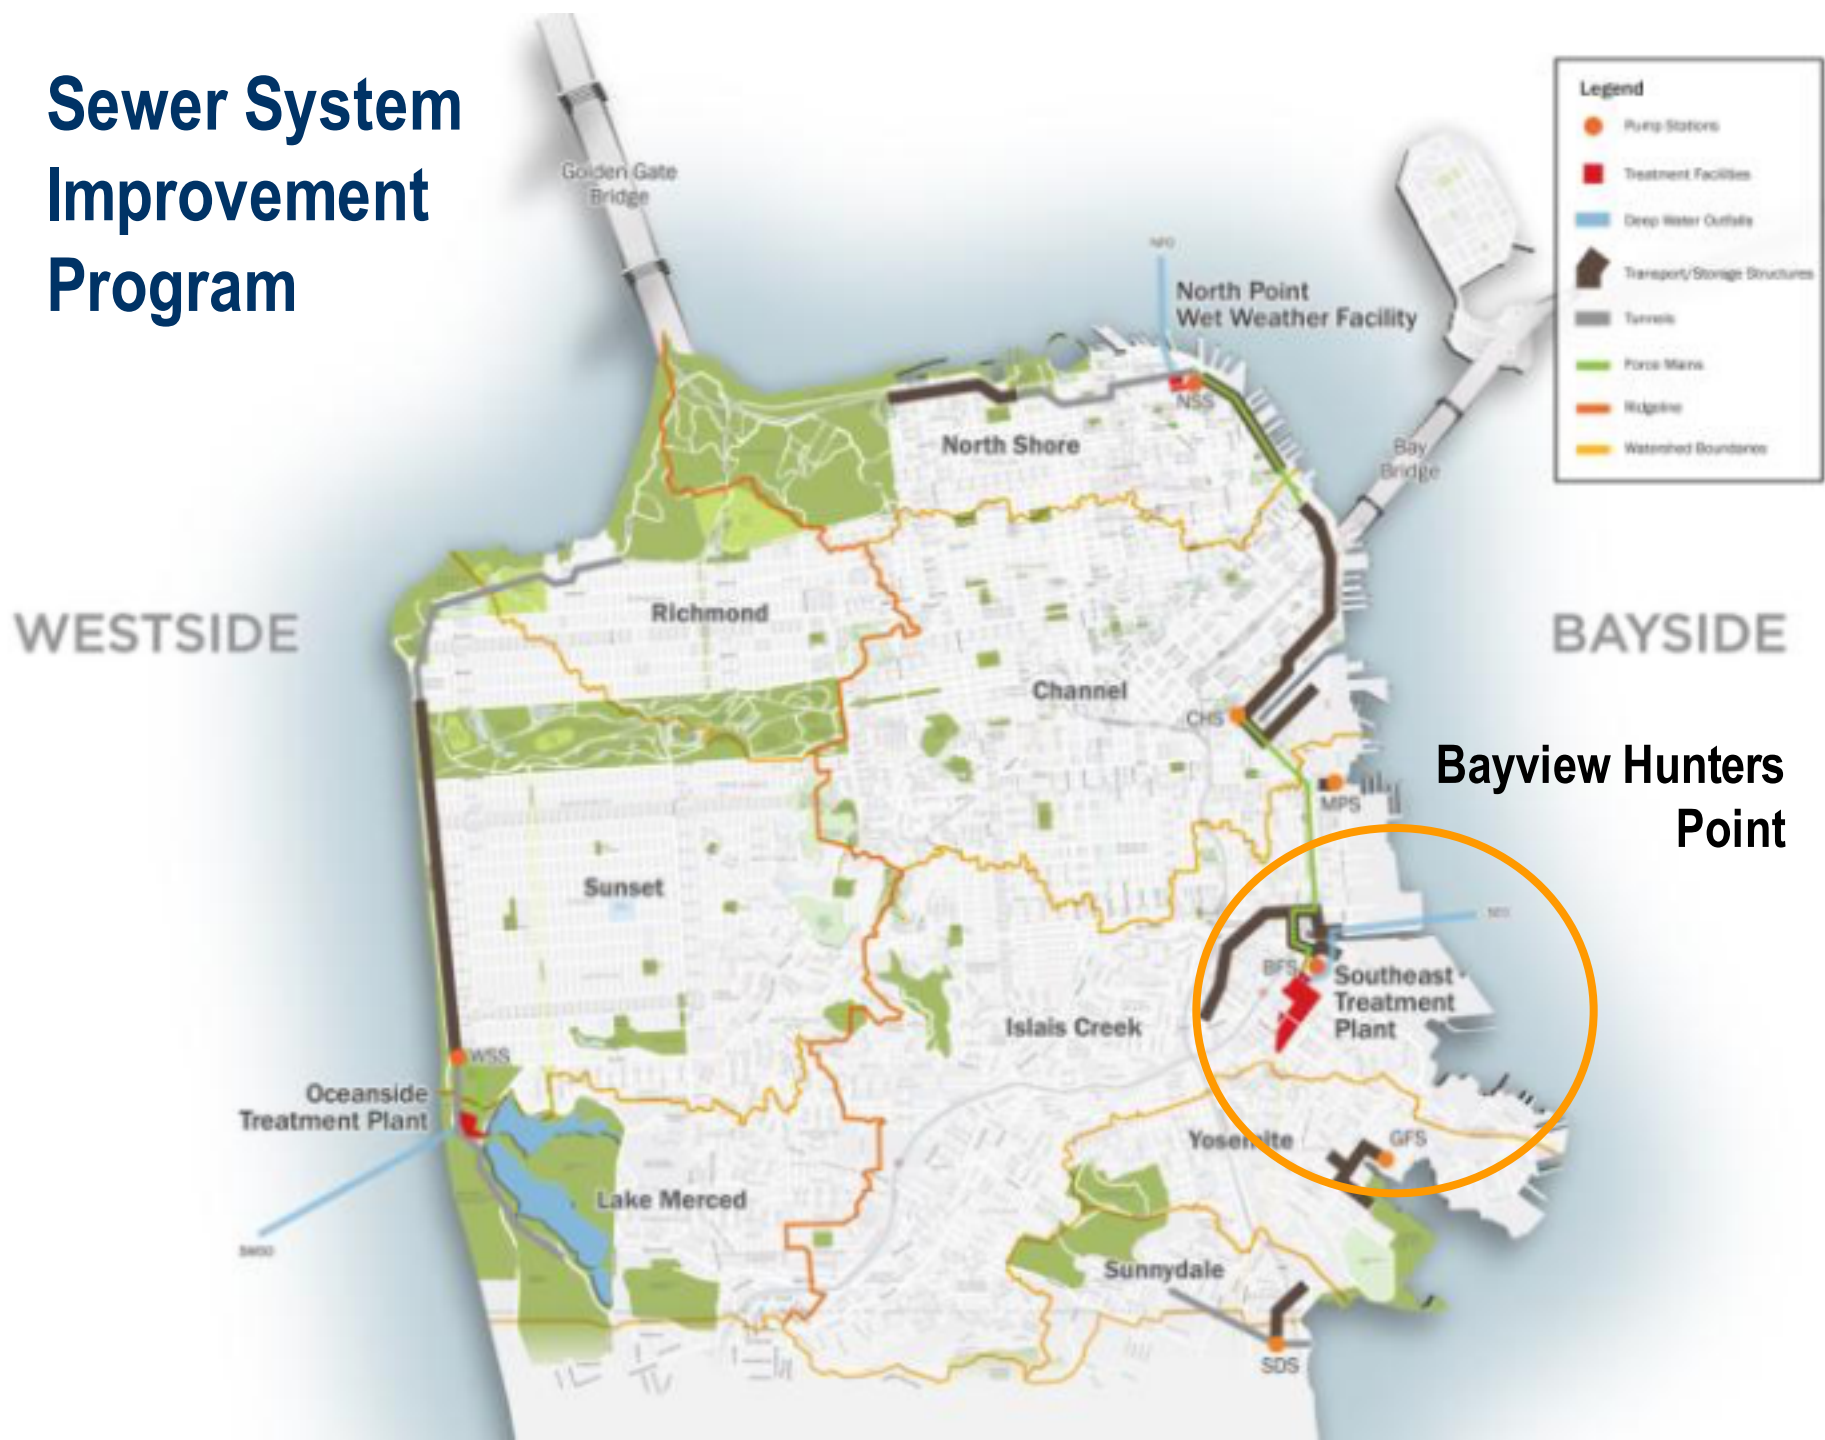 Sewer System
Improvement
Program
Golden Gate
Bridge
Legend
Pump Stations
Treatment Facilities
Deep Water Outfalls
Transport/Storage Structures
Tunnels
Force Mains
Ridgeline
Watershed Boundaries
North Point
Wet Weather Facility
NSS
North Shore
Bay
Bridge
WESTSIDE
BAYSIDE
Richmond
Channel
CHS
MPS
Bayview Hunters
Point
Sunset
BFS
Southeast
Treatment
Plant
Islais Creek
WSS
Oceanside
Treatment Plant
Yosemite
GFS
Lake Merced
Sunnydale
SDS